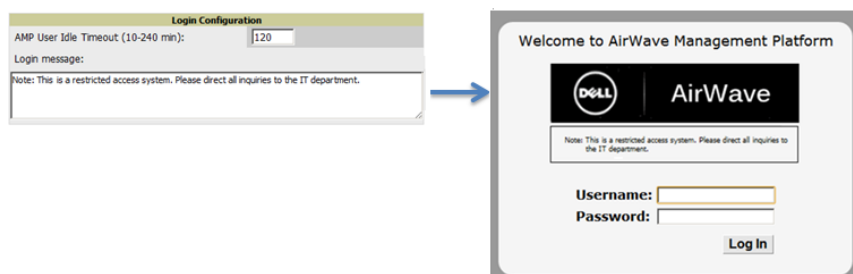 Login Configuration
AMP User Idle Timeout (10-240 min):
120
Login message:
Note: This is a restricted access system. Please direct all inquiries to the IT department.
Welcome to AirWave Management Platform
DELL
AirWave
Note: This is a restricted access system. Please direct all inquiries to
the IT department.
Username:
Password:
Log In